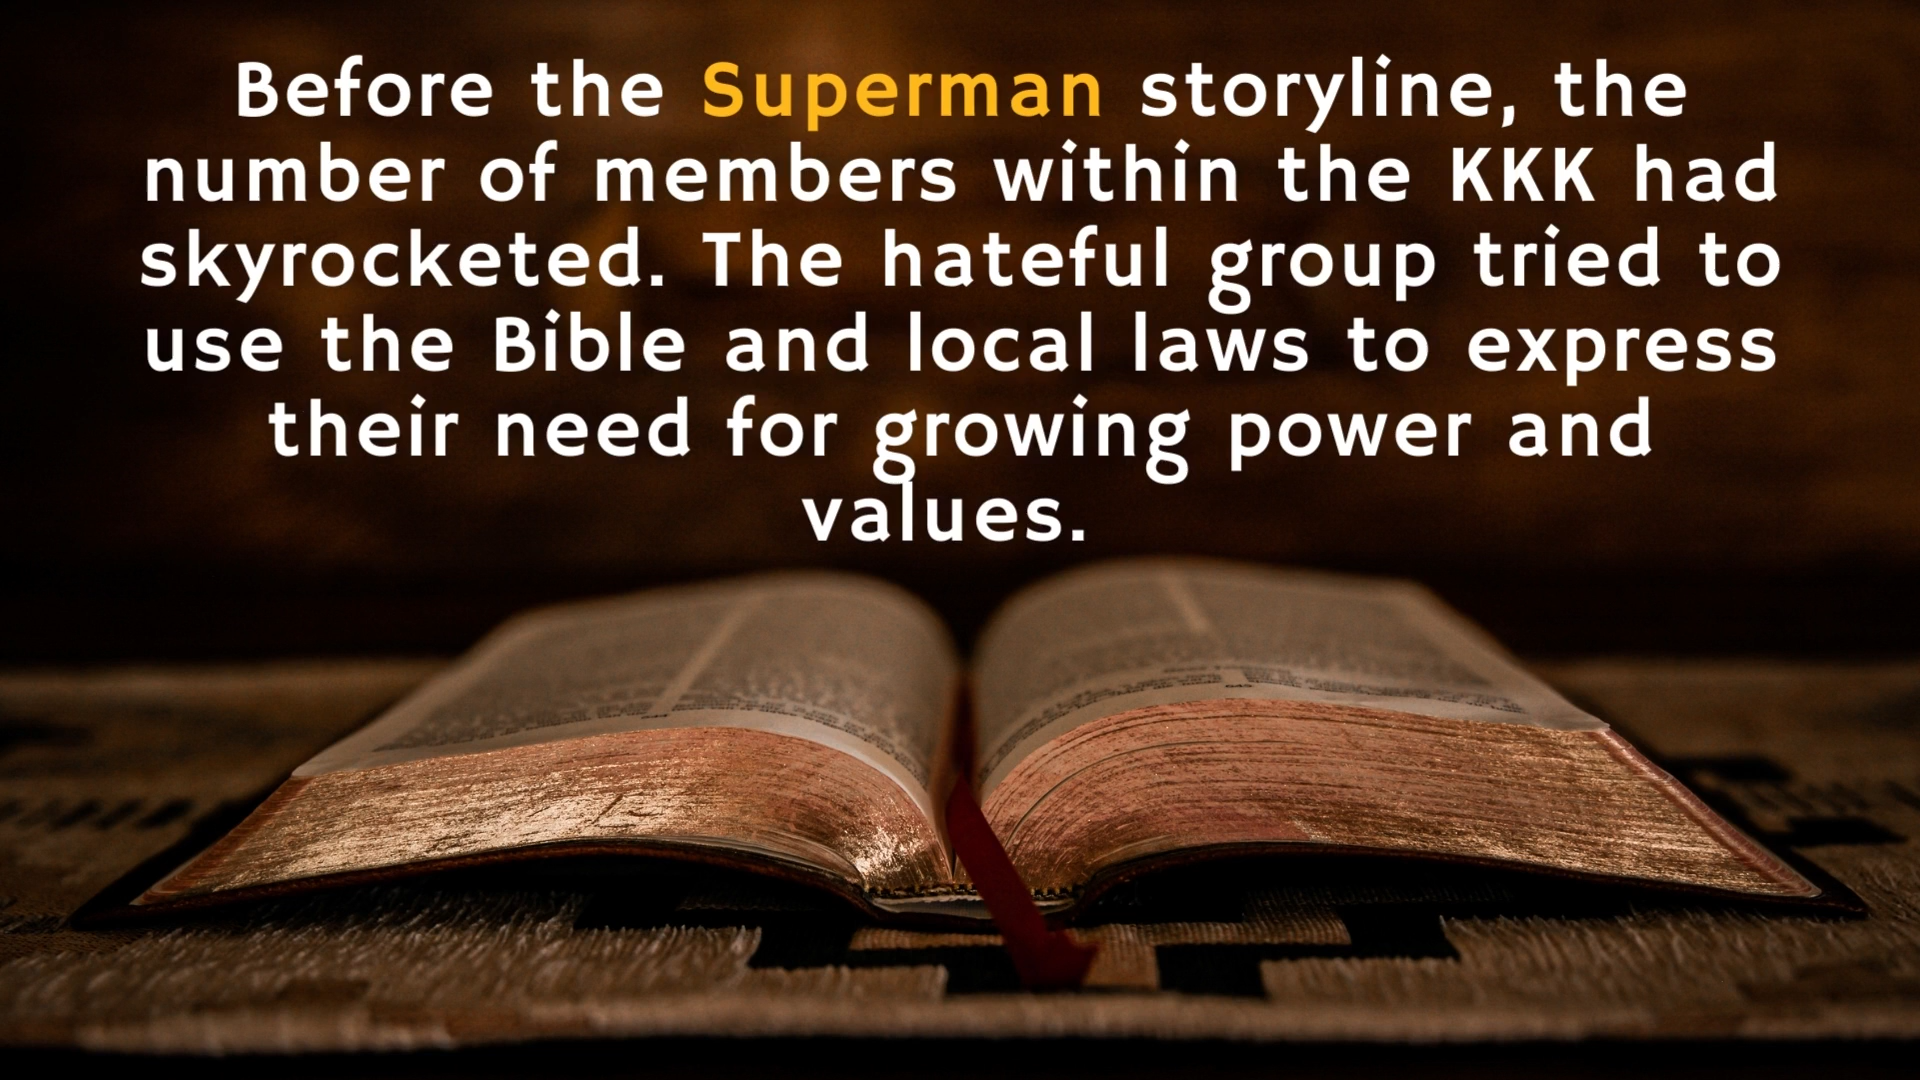 Before the Superman storyline, the
number of members within the KKK had
skyrocketed. The hateful group tried to
use the Bible and local laws to express
their need for growing power and
values.